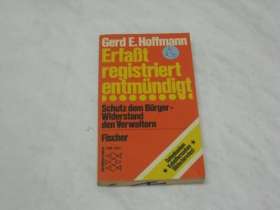 Gerd E. Hoffmann
Erfaßt
registriert
entmündigt
Schutz dem Bürger -
Widerstand
den Verwaltern
Fischer